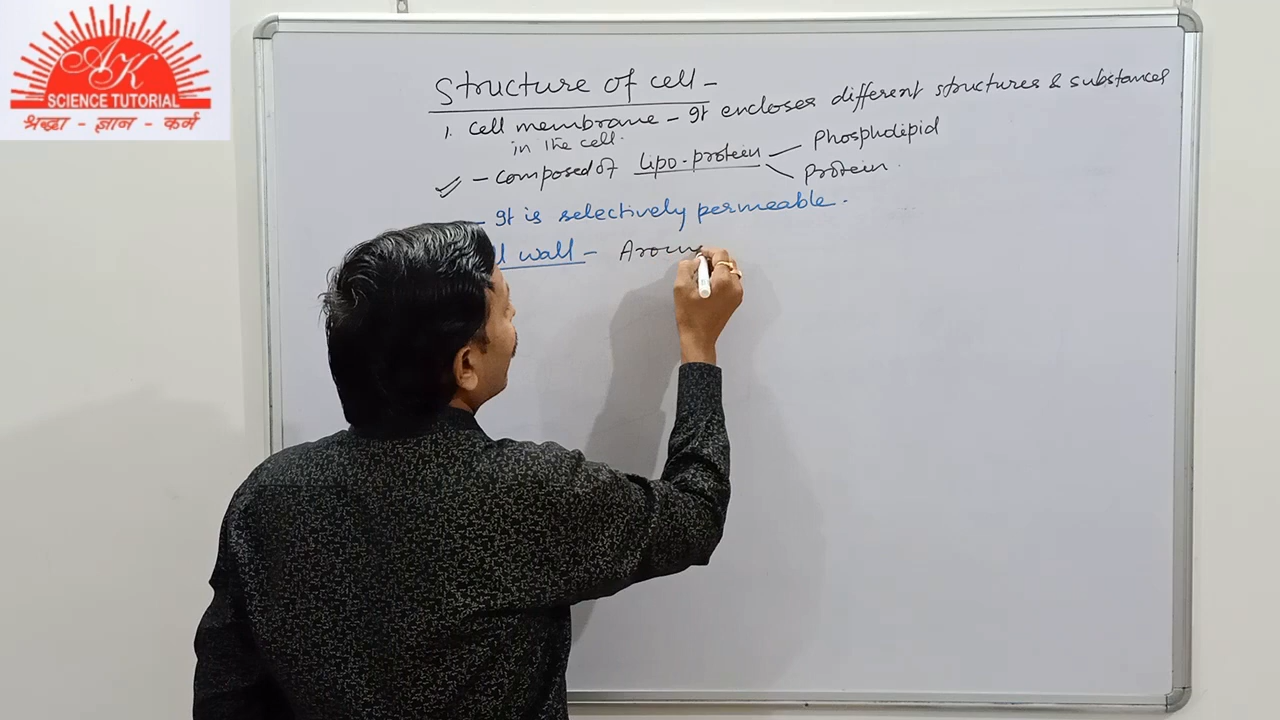 AK
SCIENCE TUTORIAL
श्रद्धा - ज्ञान - कर्म
Structure of cell -
1. Cell membrane - It encloses different structures & substances
in the cell.
- composed of Lipo-protein
Phospholipid
protein.
- It is selectively permeable.
ll wall - Aroun